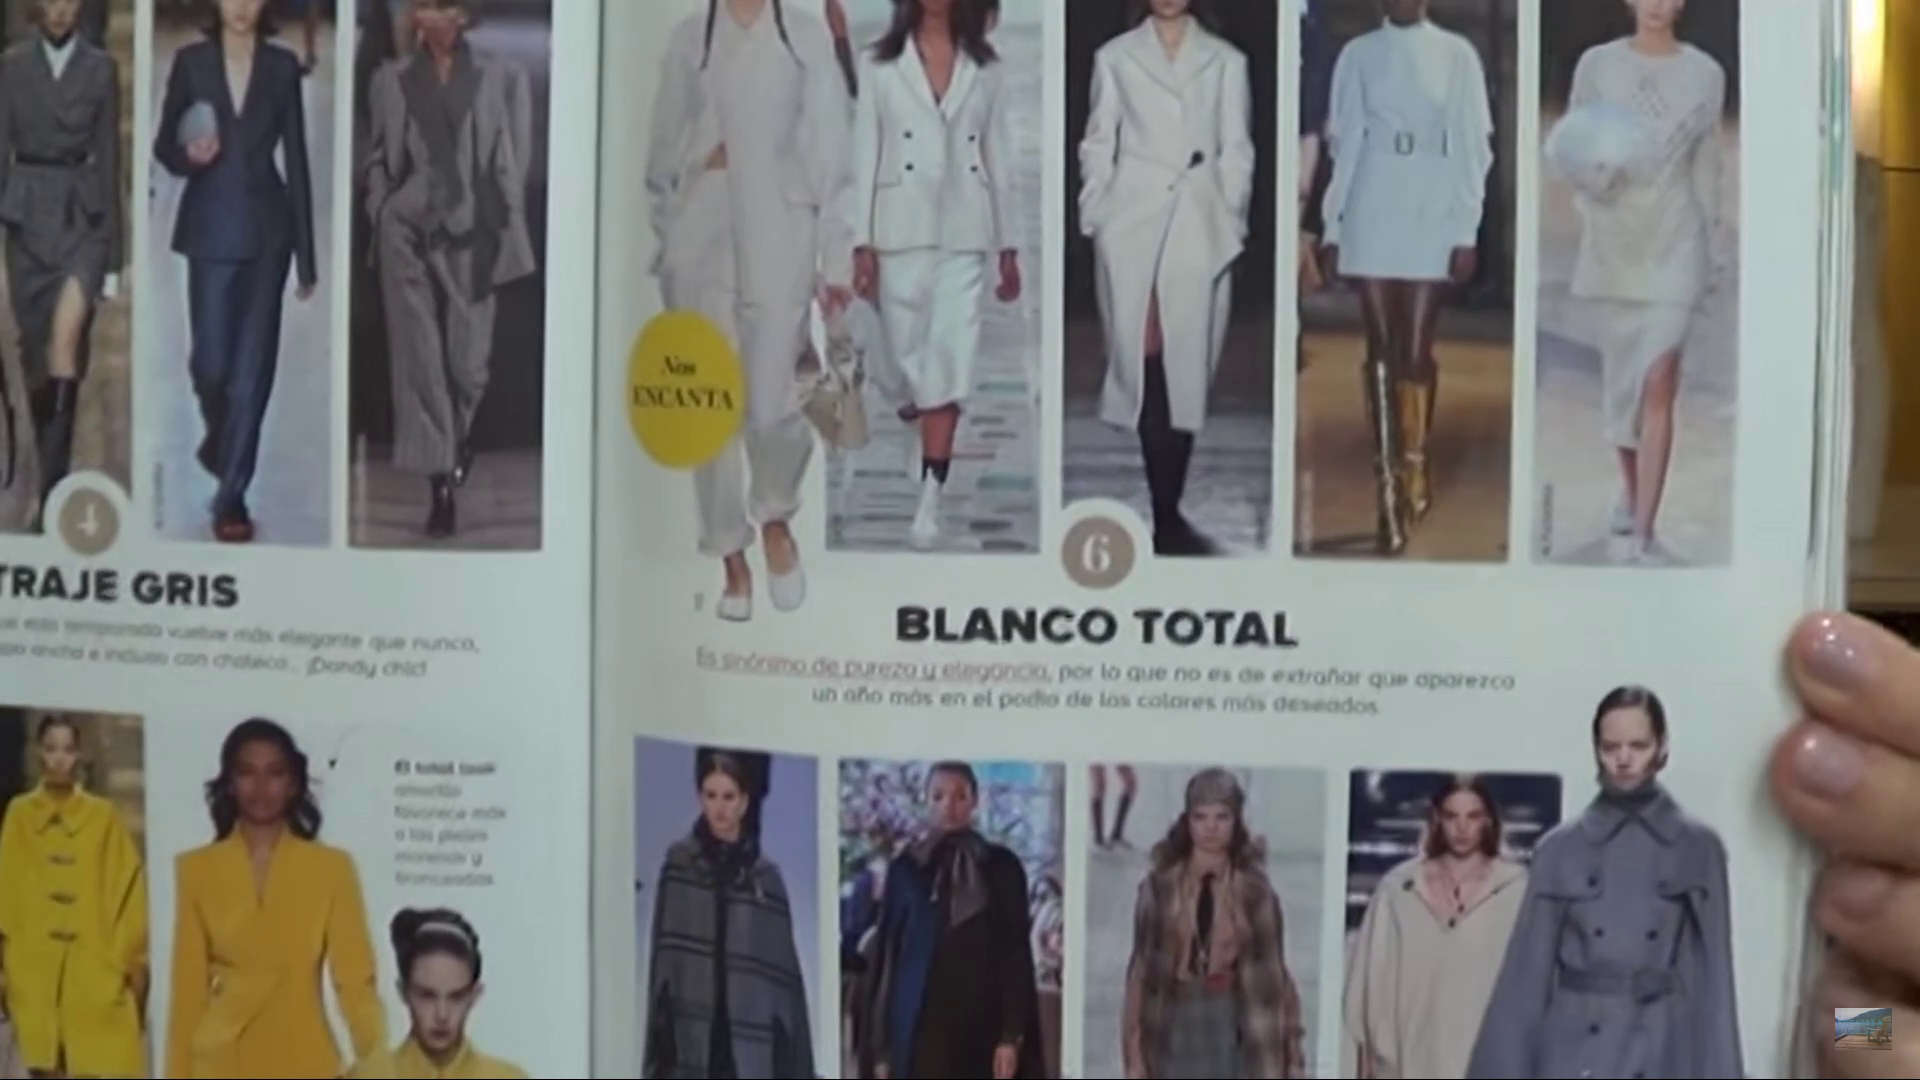 4
TRAJE GRIS
esta temporada vuelve más elegante que nunca,
ancha e incluso con chaleco... ¡Dandy chic!
El total look
amarillo
favorece más
a las pieles
morenas y
bronceadas
Nos
ENCANTA
6
BLANCO TOTAL
Es sinónimo de pureza y elegancia, por lo que no es de extrañar que aparezca
un año más en el podio de los colores más deseados